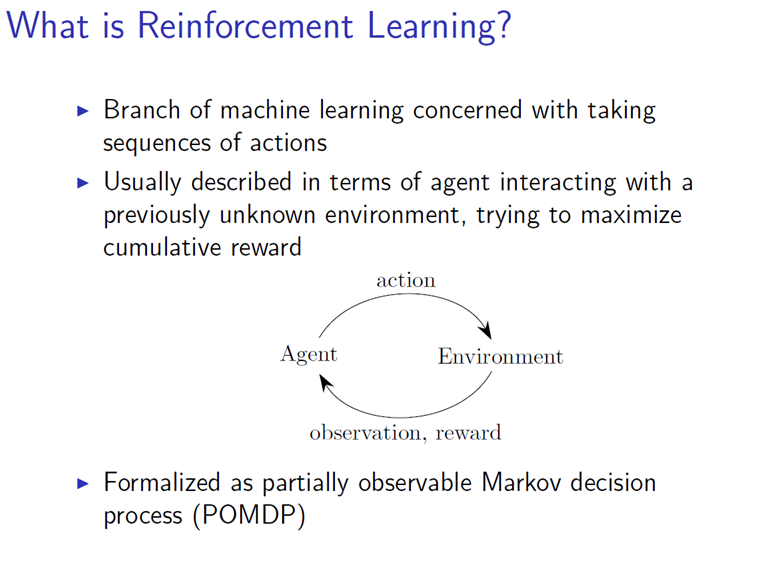 What is Reinforcement Learning?
Branch of machine learning concerned with taking
sequences of actions
Usually described in terms of agent interacting with a
previously unknown environment, trying to maximize
cumulative reward
action
Agent
Environment
observation, reward
Formalized as partially observable Markov decision
process (POMDP)